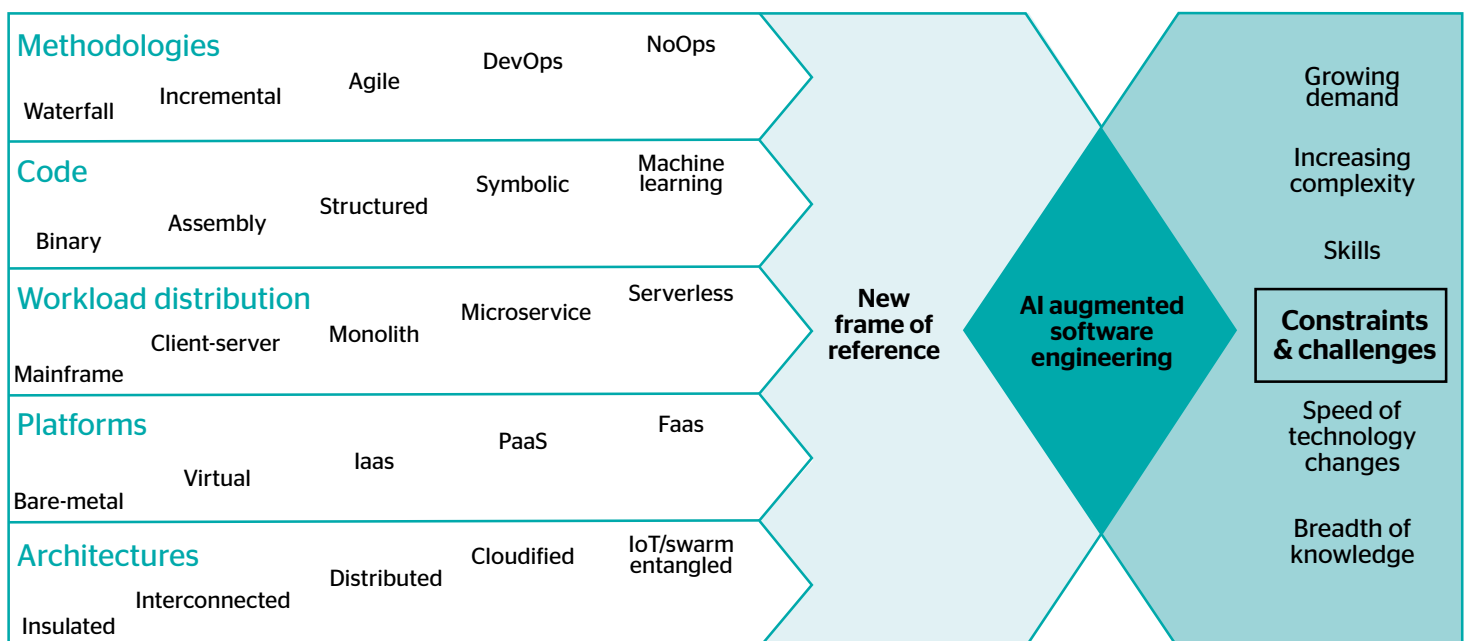 Methodologies
Waterfall
Incremental
Agile
DevOps
NoOps
Code
Binary
Assembly
Structured
Symbolic
Machine
learning
Workload distribution
Mainframe
Client-server
Monolith
Microservice
Serverless
Platforms
Bare-metal
Virtual
Iaas
PaaS
Faas
Architectures
Insulated
Interconnected
Distributed
Cloudified
IoT/swarm
entangled
New
frame of
reference
AI augmented
software
engineering
Growing
demand
Increasing
complexity
Skills
Constraints
& challenges
Speed of
technology
changes
Breadth of
knowledge